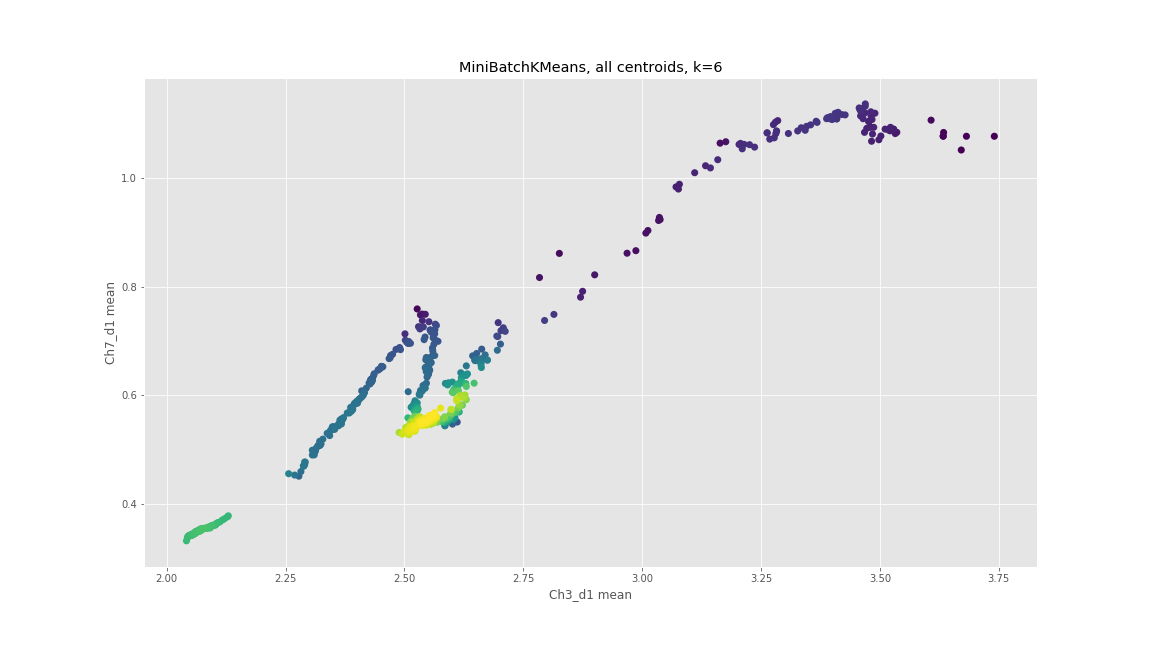 MiniBatchKMeans, all centroids, k=6
1.0
0.8
0.6
0.4
Ch7_d1 mean
2.00 2.25 2.50 2.75 3.00 3.25 3.50 3.75
Ch3_d1 mean